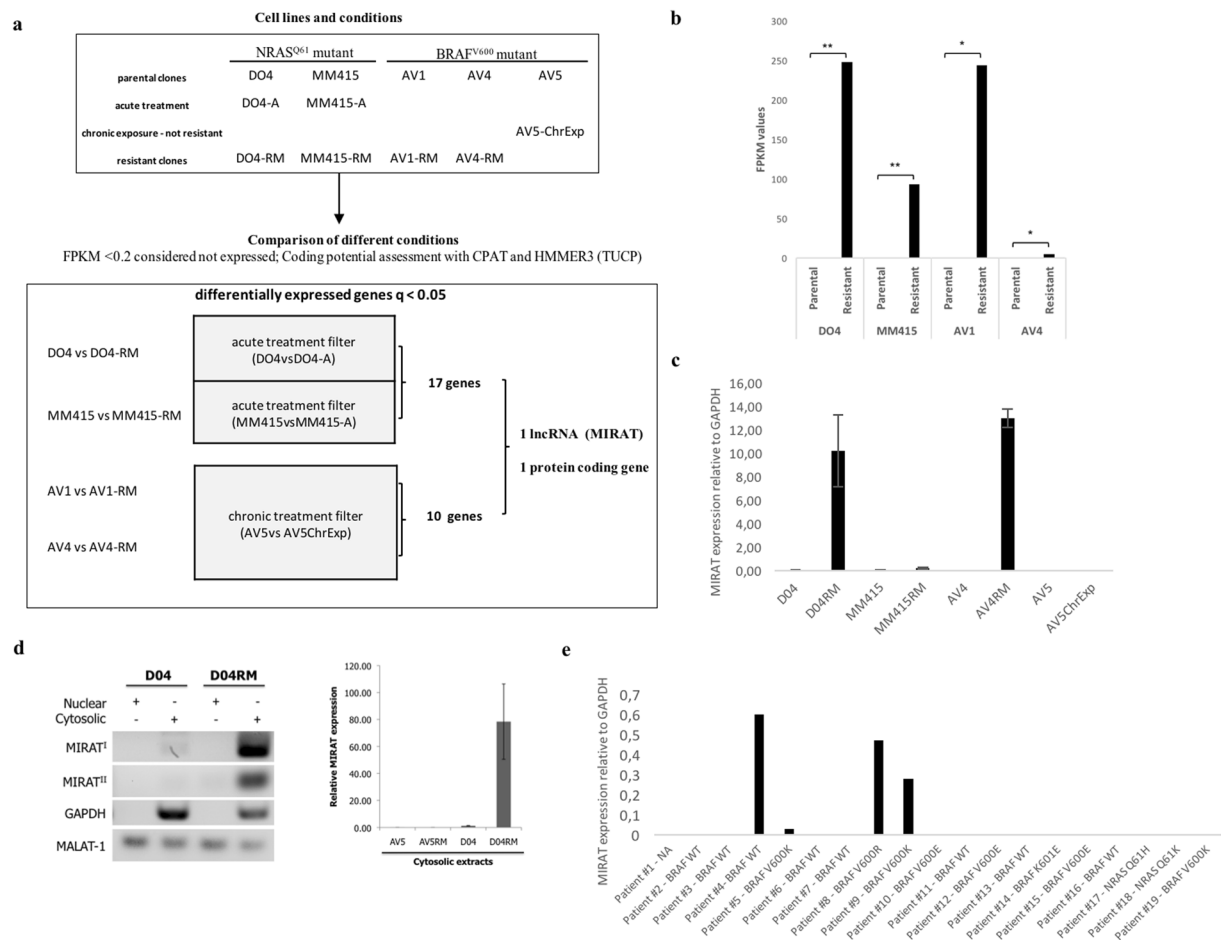 a
Cell lines and conditions
NRASQ61 mutant BRAFV600 mutant
parental clones DO4 MM415 AV1 AV4 AV5
acute treatment DO4-A MM415-A
chronic exposure - not resistant AV5-ChrExp
resistant clones DO4-RM MM415-RM AV1-RM AV4-RM
Comparison of different conditions
FPKM <0.2 considered not expressed; Coding potential assessment with CPAT and HMMER3 (TUCP)
differentially expressed genes q < 0.05
DO4 vs DO4-RM
acute treatment filter
(DO4vsDO4-A)
17 genes
MM415 vs MM415-RM
acute treatment filter
(MM415vsMM415-A)
1 lncRNA (MIRAT)
1 protein coding gene
AV1 vs AV1-RM
chronic treatment filter
(AV5vs AV5ChrExp)
10 genes
AV4 vs AV4-RM
b
FPKM values
300
250
200
150
100
50
0
**
**
*
*
Parental Resistant Parental Resistant Parental Resistant Parental Resistant
DO4 MM415 AV1 AV4
c
MIRAT expression relative to GAPDH
16,00
14,00
12,00
10,00
8,00
6,00
4,00
2,00
0,00
D04 D04RM MM415 MM415RM AV4 AV4RM AV5 AV5ChrExp
d
D04 D04RM
Nuclear + - + -
Cytosolic - + - +
MIRATI
MIRATII
GAPDH
MALAT-1
Relative MIRAT expression
120.00
100.00
80.00
60.00
40.00
20.00
0.00
AV5 AV5RM D04 D04RM
Cytosolic extracts
e
MIRAT expression relative to GAPDH
0,7
0,6
0,5
0,4
0,3
0,2
0,1
0
Patient #1 - NA
Patient #2 - BRAF WT
Patient #3 - BRAF WT
Patient #4 - BRAF WT
Patient #5 - BRAF V600K
Patient #6 - BRAF WT
Patient #7 - BRAF WT
Patient #8 - BRAF V600R
Patient #9 - BRAF V600K
Patient #10 - BRAF V600E
Patient #11 - BRAF WT
Patient #12 - BRAF V600E
Patient #13 - BRAF WT
Patient #14 - BRAF K601E
Patient #15 - BRAF V600E
Patient #16 - BRAF WT
Patient #17 - NRAS Q61H
Patient #18 - NRAS Q61K
Patient #19 - BRAF V600K